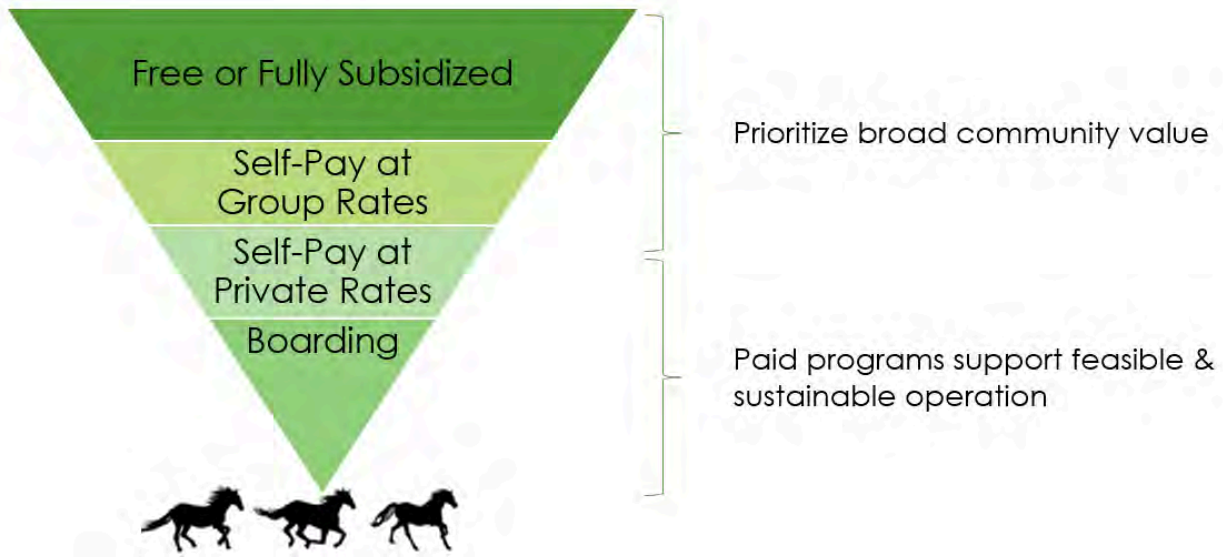 Free or Fully Subsidized
Self-Pay at
Group Rates
Self-Pay at
Private Rates
Boarding
Prioritize broad community value
Paid programs support feasible &
sustainable operation